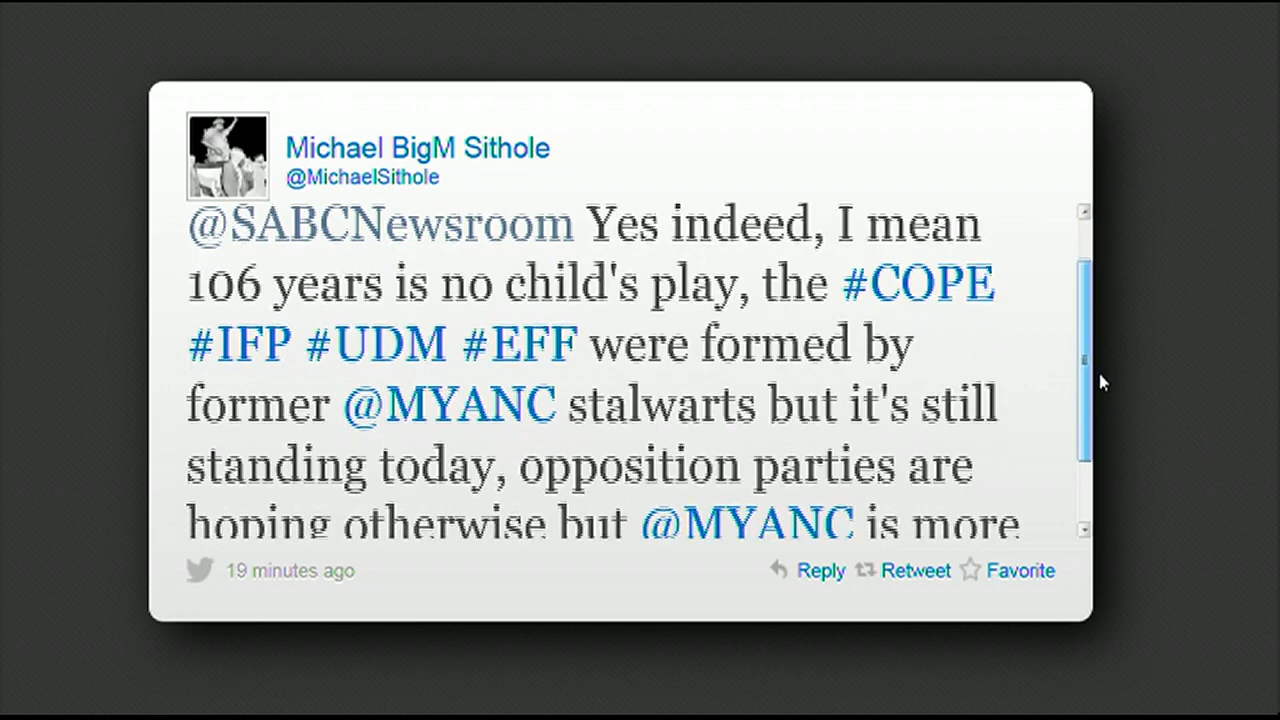 Michael BigM Sithole
@MichaelSithole
@SABCNewsroom Yes indeed, I mean
106 years is no child's play, the #COPE
#IFP #UDM #EFF were formed by
former @MYANC stalwarts but it's still
standing today, opposition parties are
hoping otherwise but @MYANC is more
19 minutes ago Reply Retweet Favorite